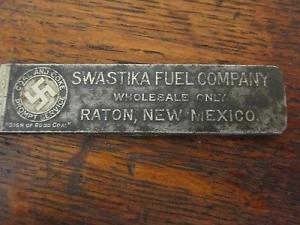 COAL AND COKE
PROMPT SERVICE
"SIGN OF GOOD COAL"
SWASTIKA FUEL COMPANY
WHOLESALE ONLY
RATON, NEW MEXICO.